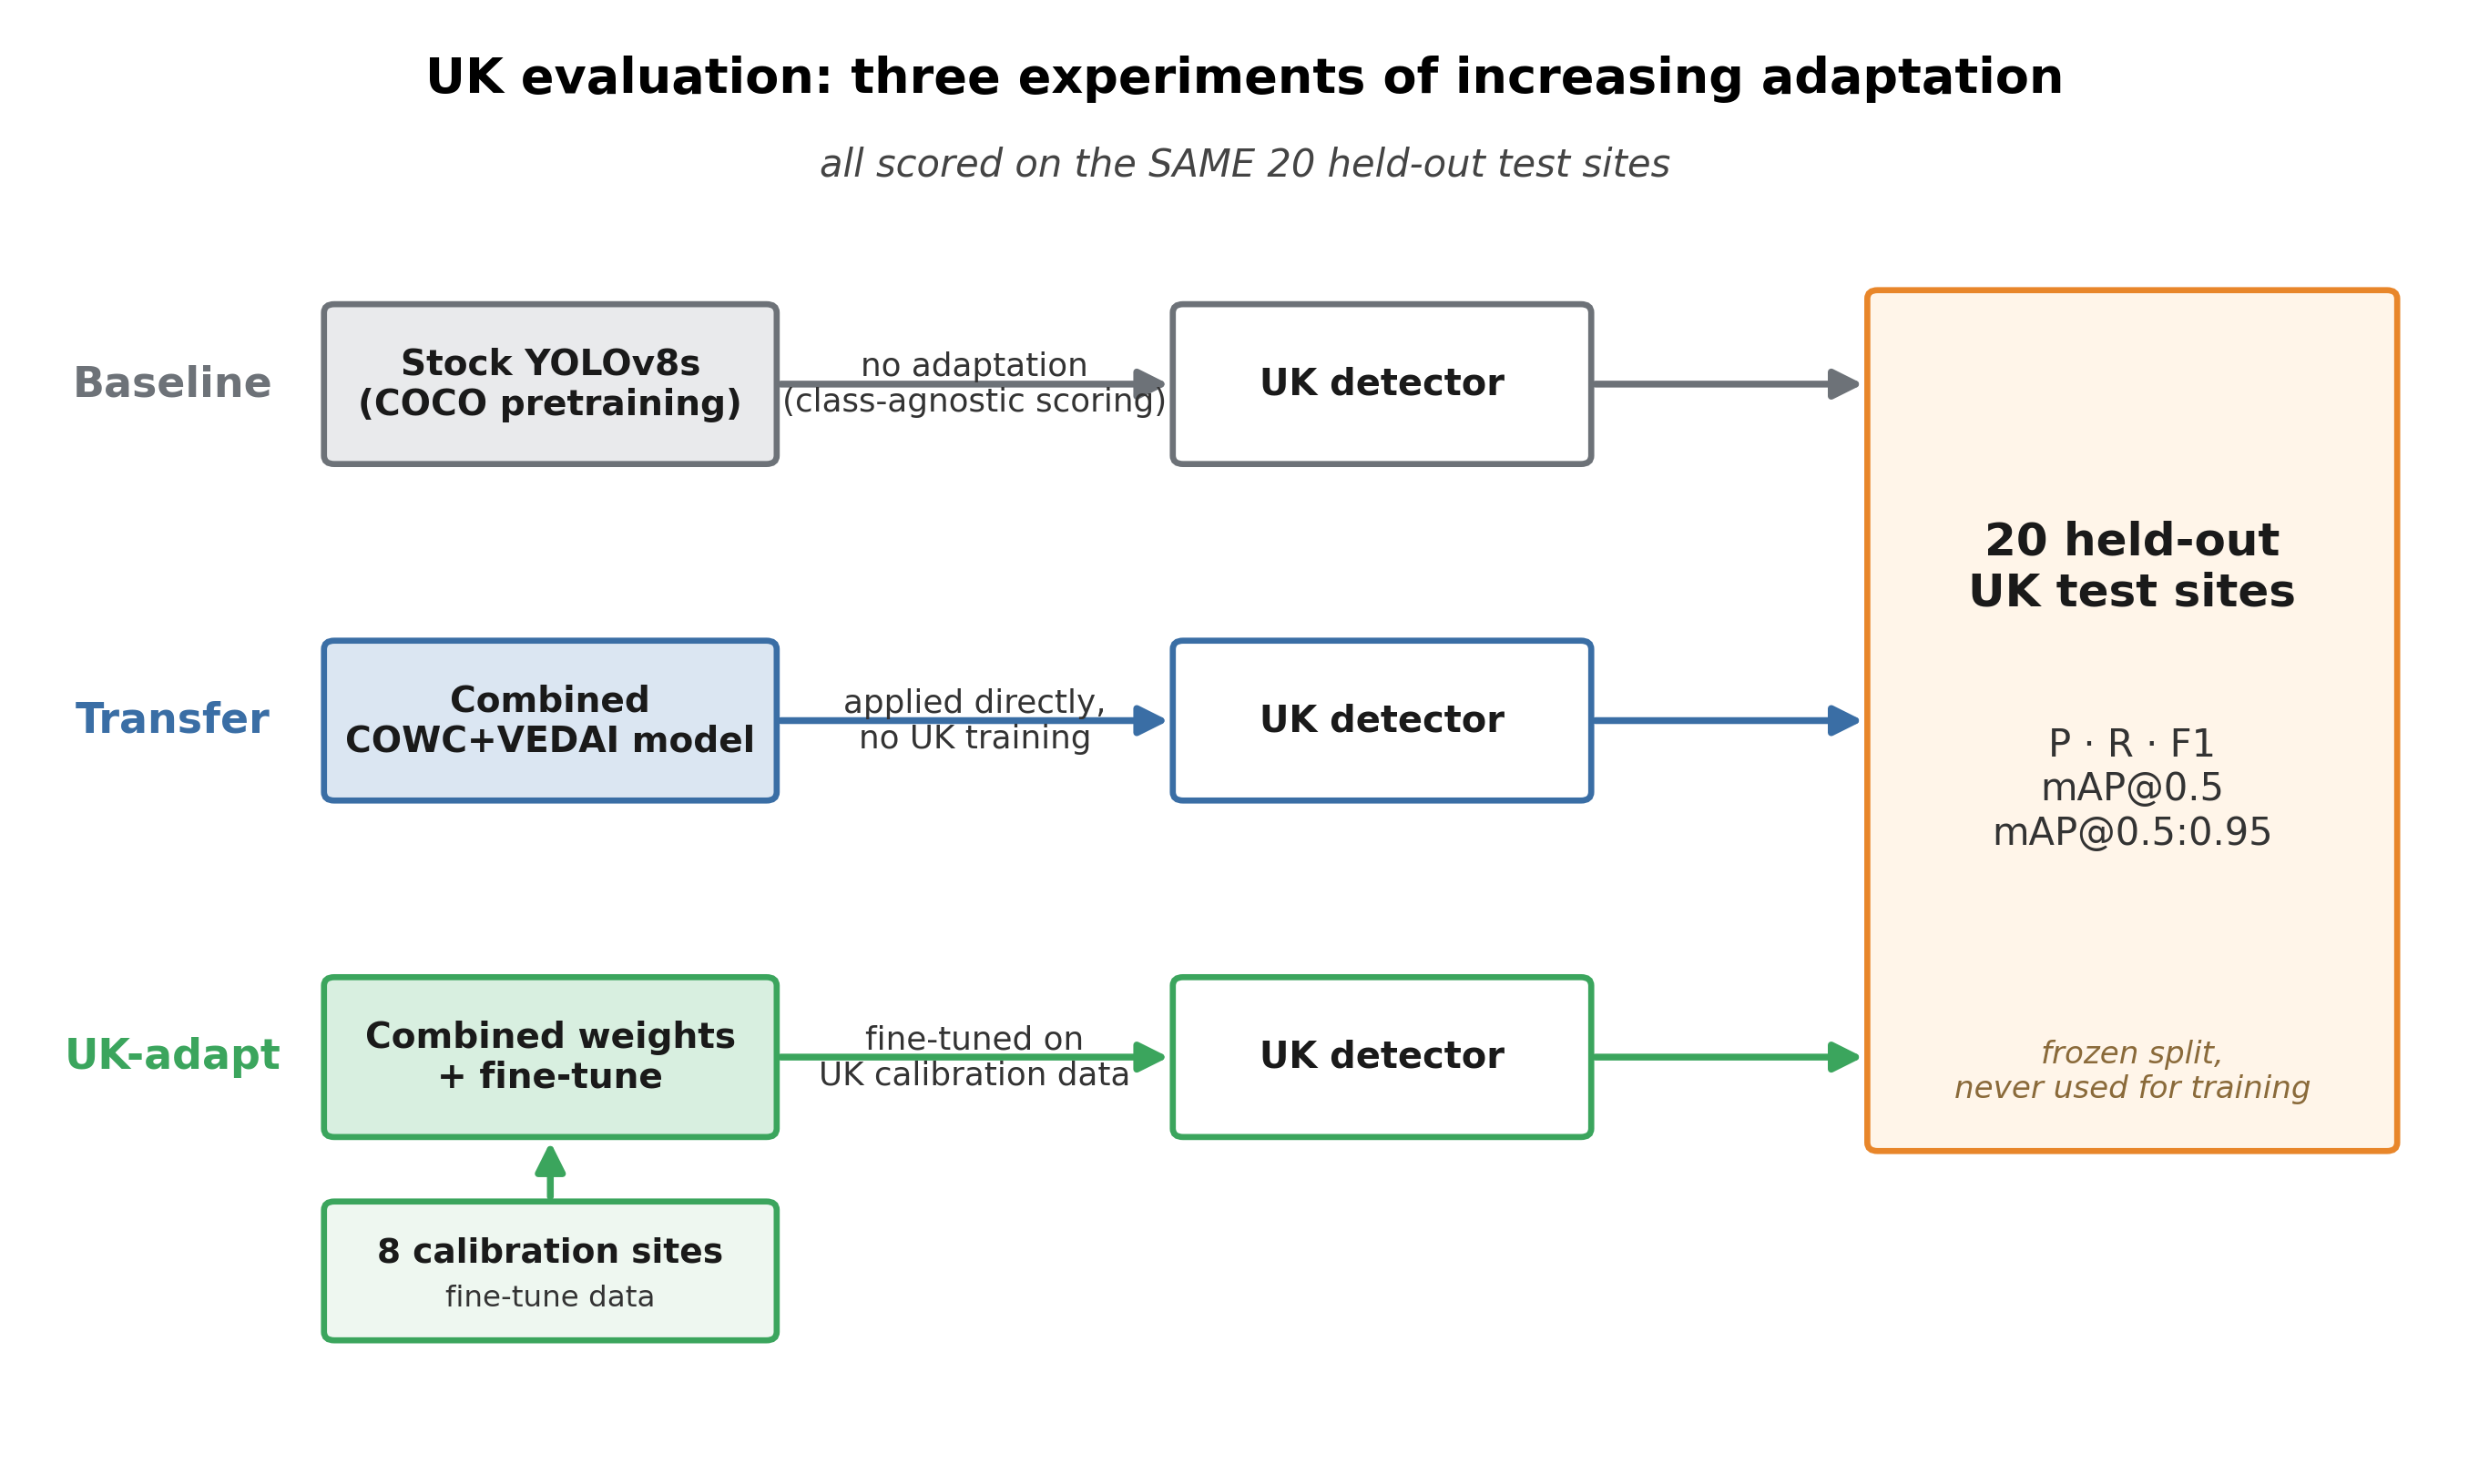 UK evaluation: three experiments of increasing adaptation
all scored on the SAME 20 held-out test sites
Baseline
Stock YOLOv8s
(COCO pretraining)
no adaptation
(class-agnostic scoring)
UK detector
Transfer
Combined
COWC+VEDAI model
applied directly,
no UK training
UK detector
UK-adapt
Combined weights
+ fine-tune
fine-tuned on
UK calibration data
UK detector
8 calibration sites
fine-tune data
20 held-out
UK test sites
P · R · F1
mAP@0.5
mAP@0.5:0.95
frozen split,
never used for training